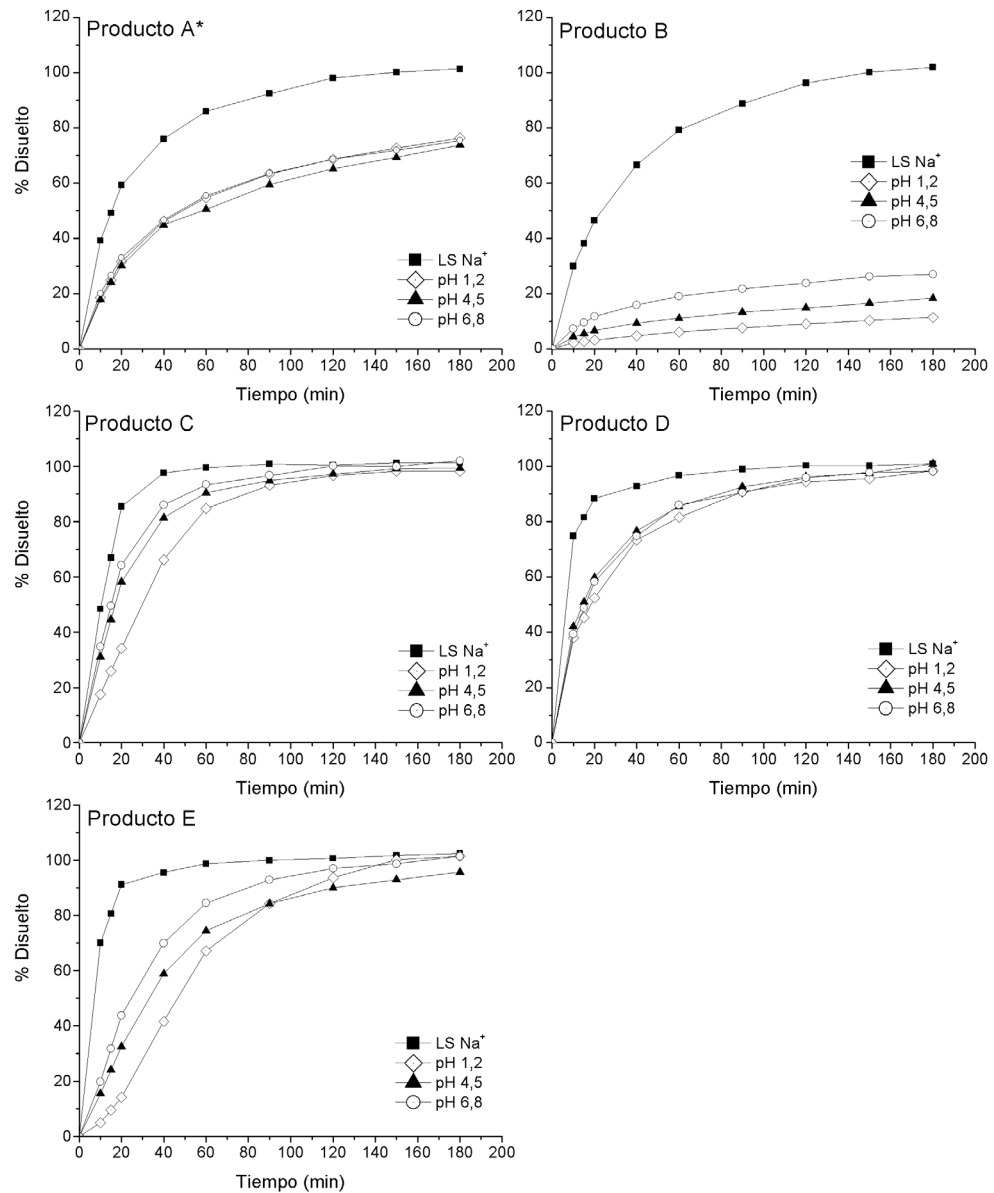 Producto A*
% Disuelto
120
100
80
60
40
20
0
LS Na⁺
pH 1,2
pH 4,5
pH 6,8
0 20 40 60 80 100 120 140 160 180 200
Tiempo (min)
Producto B
120
100
80
60
40
20
0
LS Na⁺
pH 1,2
pH 4,5
pH 6,8
0 20 40 60 80 100 120 140 160 180 200
Tiempo (min)
Producto C
% Disuelto
120
100
80
60
40
20
0
LS Na⁺
pH 1,2
pH 4,5
pH 6,8
0 20 40 60 80 100 120 140 160 180 200
Tiempo (min)
Producto D
120
100
80
60
40
20
0
LS Na⁺
pH 1,2
pH 4,5
pH 6,8
0 20 40 60 80 100 120 140 160 180 200
Tiempo (min)
Producto E
% Disuelto
120
100
80
60
40
20
0
LS Na⁺
pH 1,2
pH 4,5
pH 6,8
0 20 40 60 80 100 120 140 160 180 200
Tiempo (min)